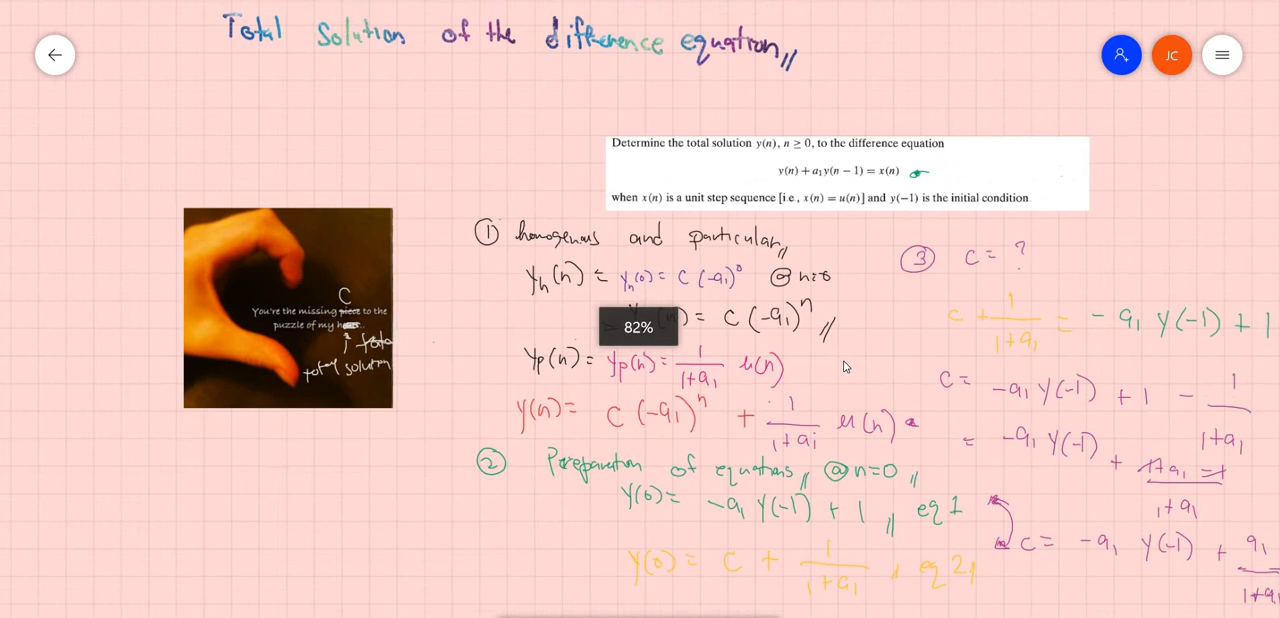 Total Solution of the difference equation,,
JC
Determine the total solution y(n), n ≥ 0, to the difference equation
y(n) + a₁y(n − 1) = x(n)
when x(n) is a unit step sequence [i.e., x(n) = u(n)] and y(−1) is the initial condition.
You're the missing piece to the
C
puzzle of my
total solution
① homogenous and particular,,
yh(n) = yh(0) = C (-a₁)⁰ @ n=0
(n) = C (-a₁)ⁿ //
82%
yp(n) = yp(n) = 1/(1+a₁) u(n)
y(n) = C (-a₁)ⁿ + 1/(1+a₁) u(n)
② Preparation of equations,, @ n=0,,
y(0) = -a₁ y(-1) + 1,, eq 1
y(0) = C + 1/(1+a₁), eq 2,,
③ C = ?
C + 1/(1+a₁) = -a₁ y(-1) + 1
C = -a₁ y(-1) + 1 - 1/(1+a₁)
= -a₁ y(-1) + (1+a₁-1)/(1+a₁)
C = -a₁ y(-1) + a₁/(1+a₁)